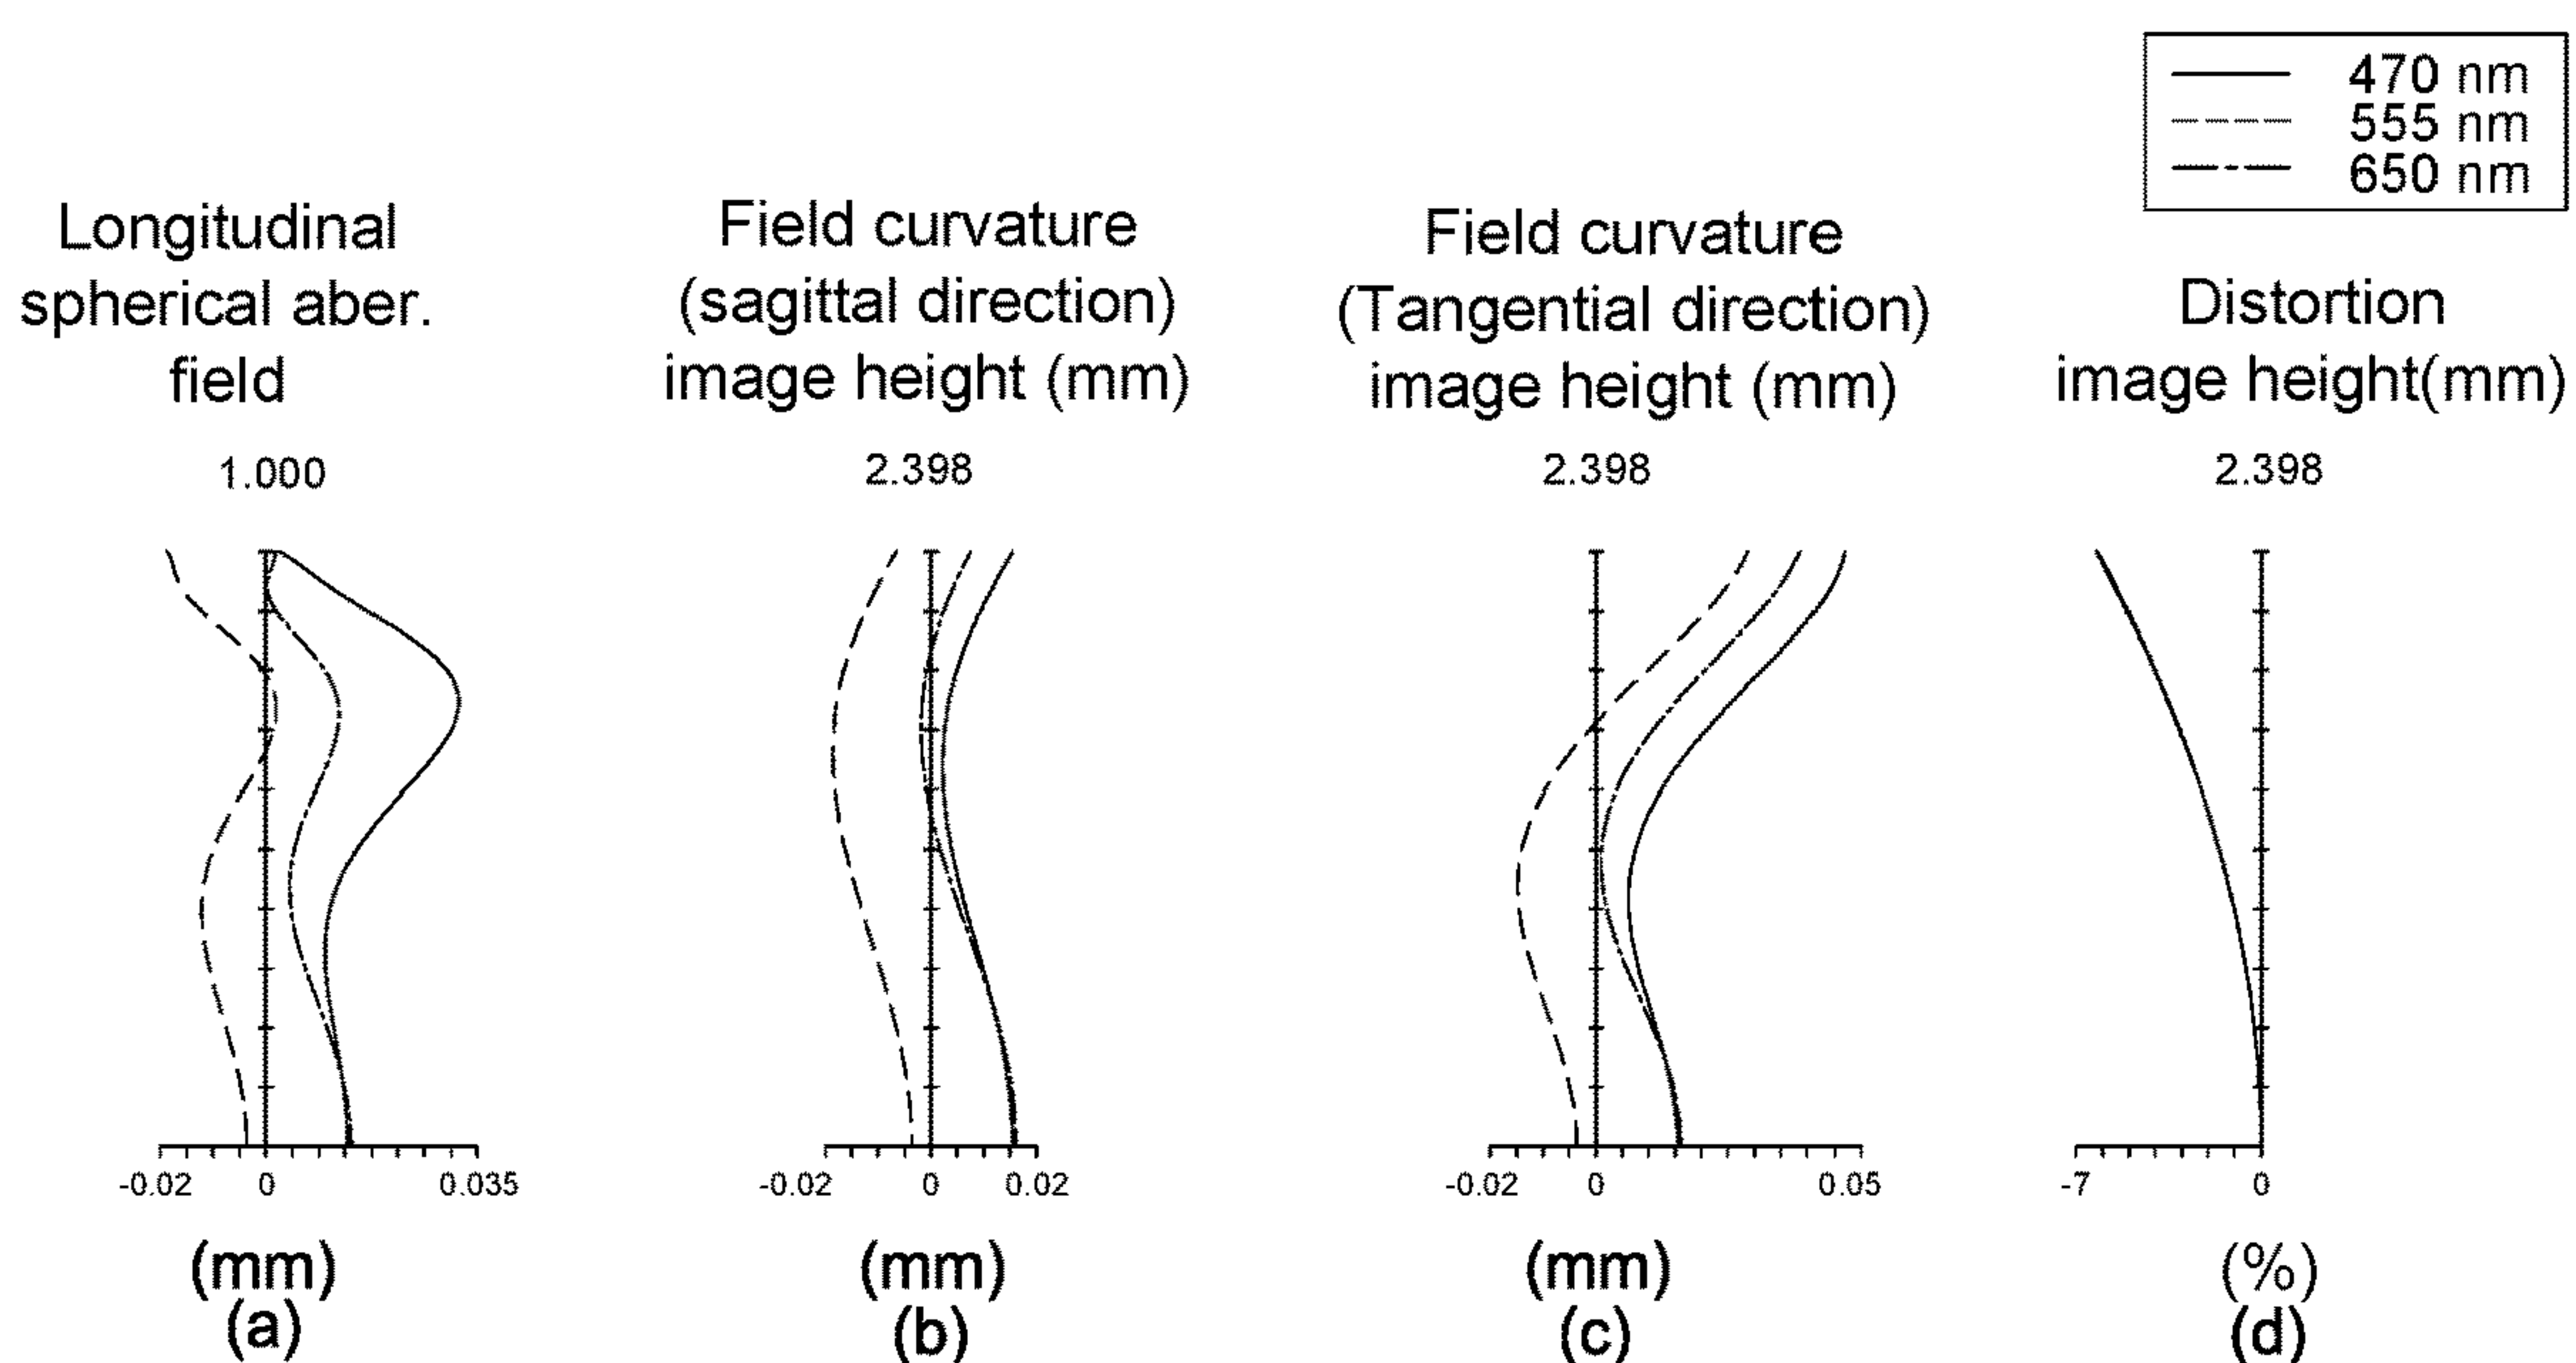 470 nm
555 nm
650 nm
Longitudinal
spherical aber.
field
1.000
-0.02 0 0.035
(mm)
(a)
Field curvature
(sagittal direction)
image height (mm)
2.398
-0.02 0 0.02
(mm)
(b)
Field curvature
(Tangential direction)
image height (mm)
2.398
-0.02 0 0.05
(mm)
(c)
Distortion
image height(mm)
2.398
-7 0
(%)
(d)